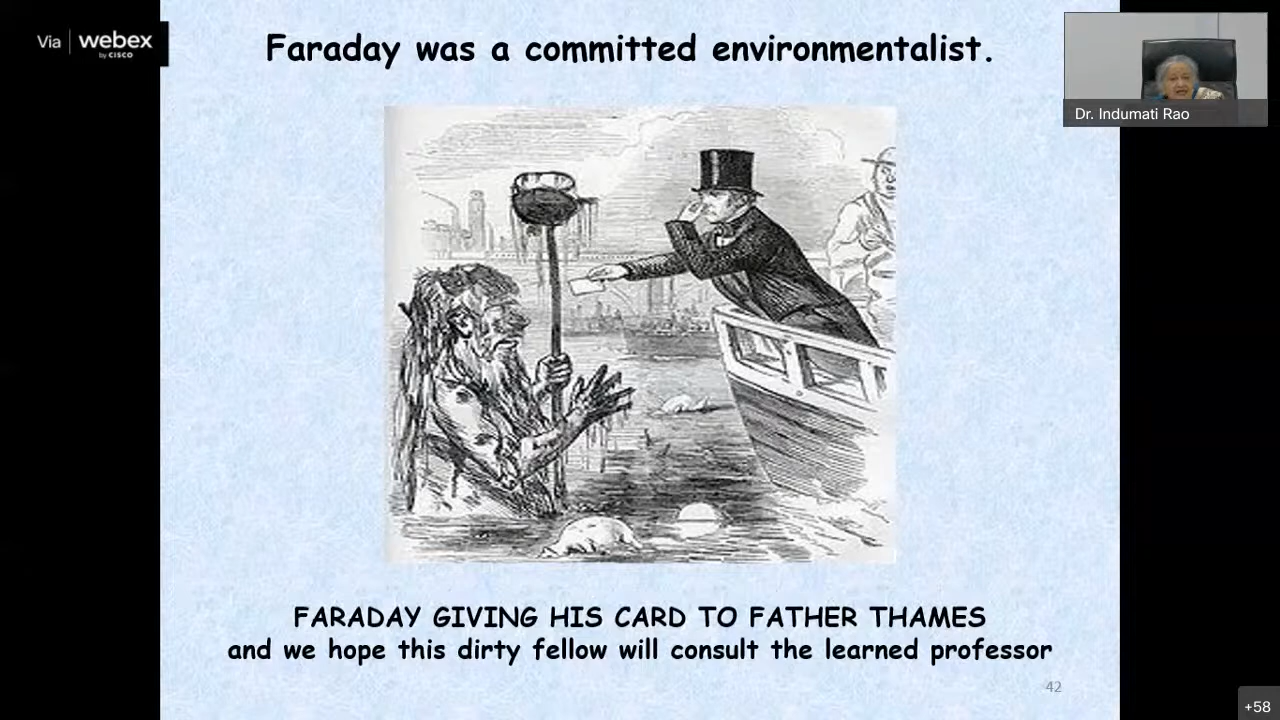 Via webex
by CISCO
Faraday was a committed environmentalist.
Dr. Indumati Rao
FARADAY GIVING HIS CARD TO FATHER THAMES
and we hope this dirty fellow will consult the learned professor
42
+58